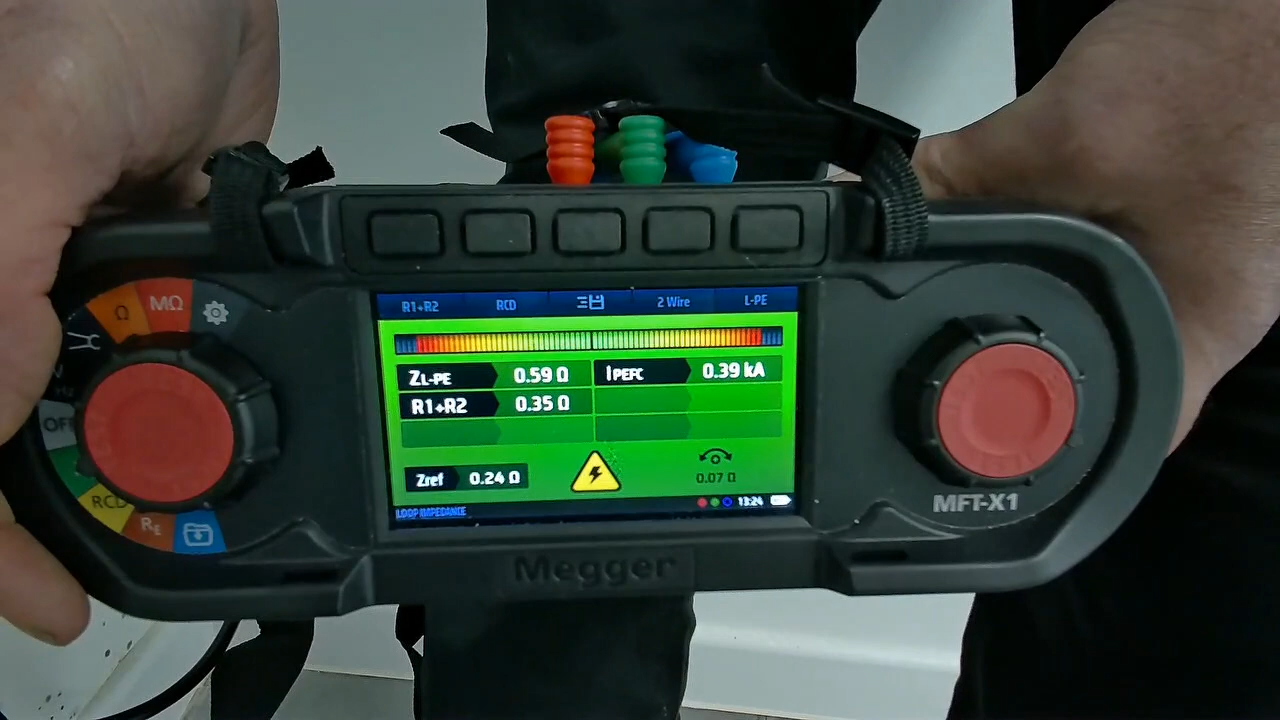 R1+R2 RCD 2 Wire L-PE
ZL-PE 0.59 Ω IPEFC 0.39 kA
R1+R2 0.35 Ω
Zref 0.24 Ω 0.07 Ω
LOOP IMPEDANCE 13:24
Ω MΩ
OFF
RCD
RE
MFT-X1
Megger